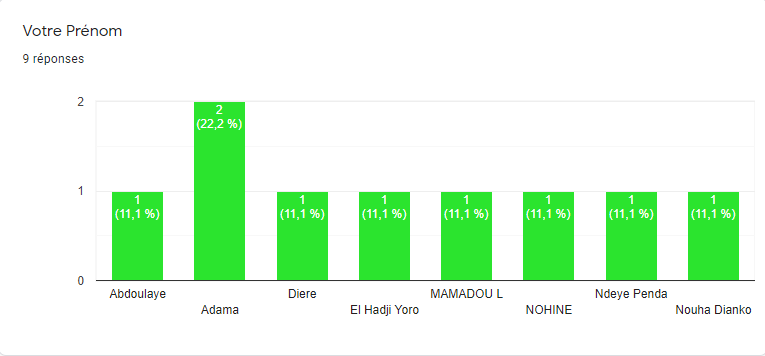 Votre Prénom
9 réponses
2
1
0
2
(22,2 %)
1
(11,1 %)
1
(11,1 %)
1
(11,1 %)
1
(11,1 %)
1
(11,1 %)
1
(11,1 %)
1
(11,1 %)
Abdoulaye
Adama
Diere
El Hadji Yoro
MAMADOU L
NOHINE
Ndeye Penda
Nouha Dianko